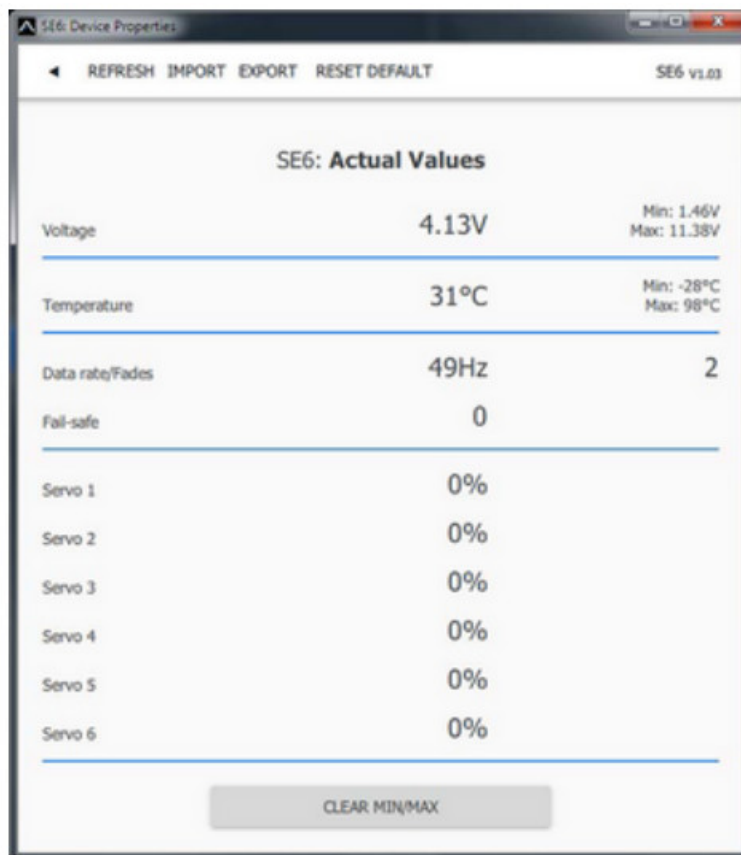 SE6: Device Properties
◄ REFRESH IMPORT EXPORT RESET DEFAULT SE6 V1.03
SE6: Actual Values
Voltage 4.13V Min: 1.46V
Max: 11.38V
Temperature 31°C Min: -28°C
Max: 98°C
Data rate/Fades 49Hz 2
Fail-safe 0
Servo 1 0%
Servo 2 0%
Servo 3 0%
Servo 4 0%
Servo 5 0%
Servo 6 0%
CLEAR MIN/MAX